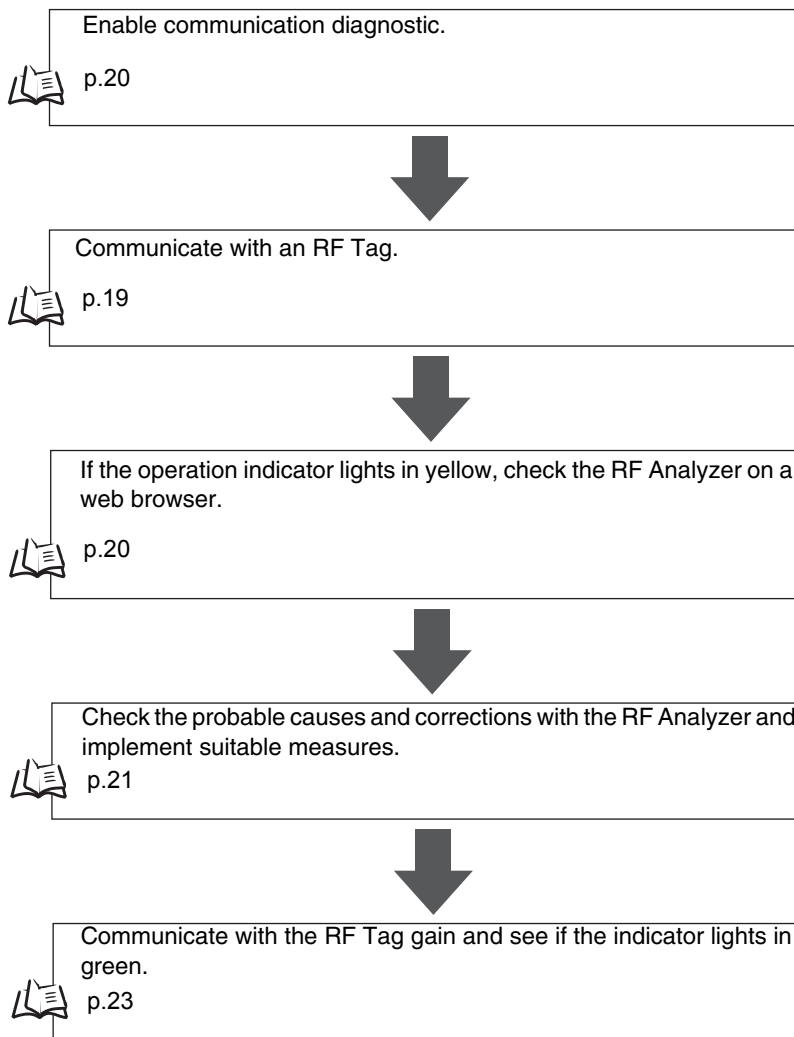 Enable communication diagnostic.
p.20
Communicate with an RF Tag.
p.19
If the operation indicator lights in yellow, check the RF Analyzer on a
web browser.
p.20
Check the probable causes and corrections with the RF Analyzer and
implement suitable measures.
p.21
Communicate with the RF Tag gain and see if the indicator lights in
green.
p.23